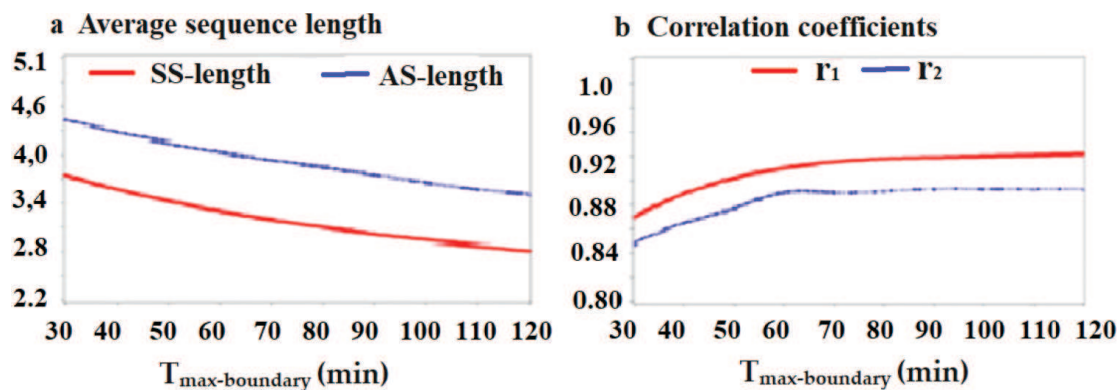 a Average sequence length
SS-length AS-length
5.1
4,6
4,0
3.4
2.8
2.2
30 40 50 60 70 80 90 100 110 120
Tmax-boundary (min)
b Correlation coefficients
r1 r2
1.0
0.96
0.92
0.88
0.84
0.80
30 40 50 60 70 80 90 100 110 120
Tmax-boundary (min)